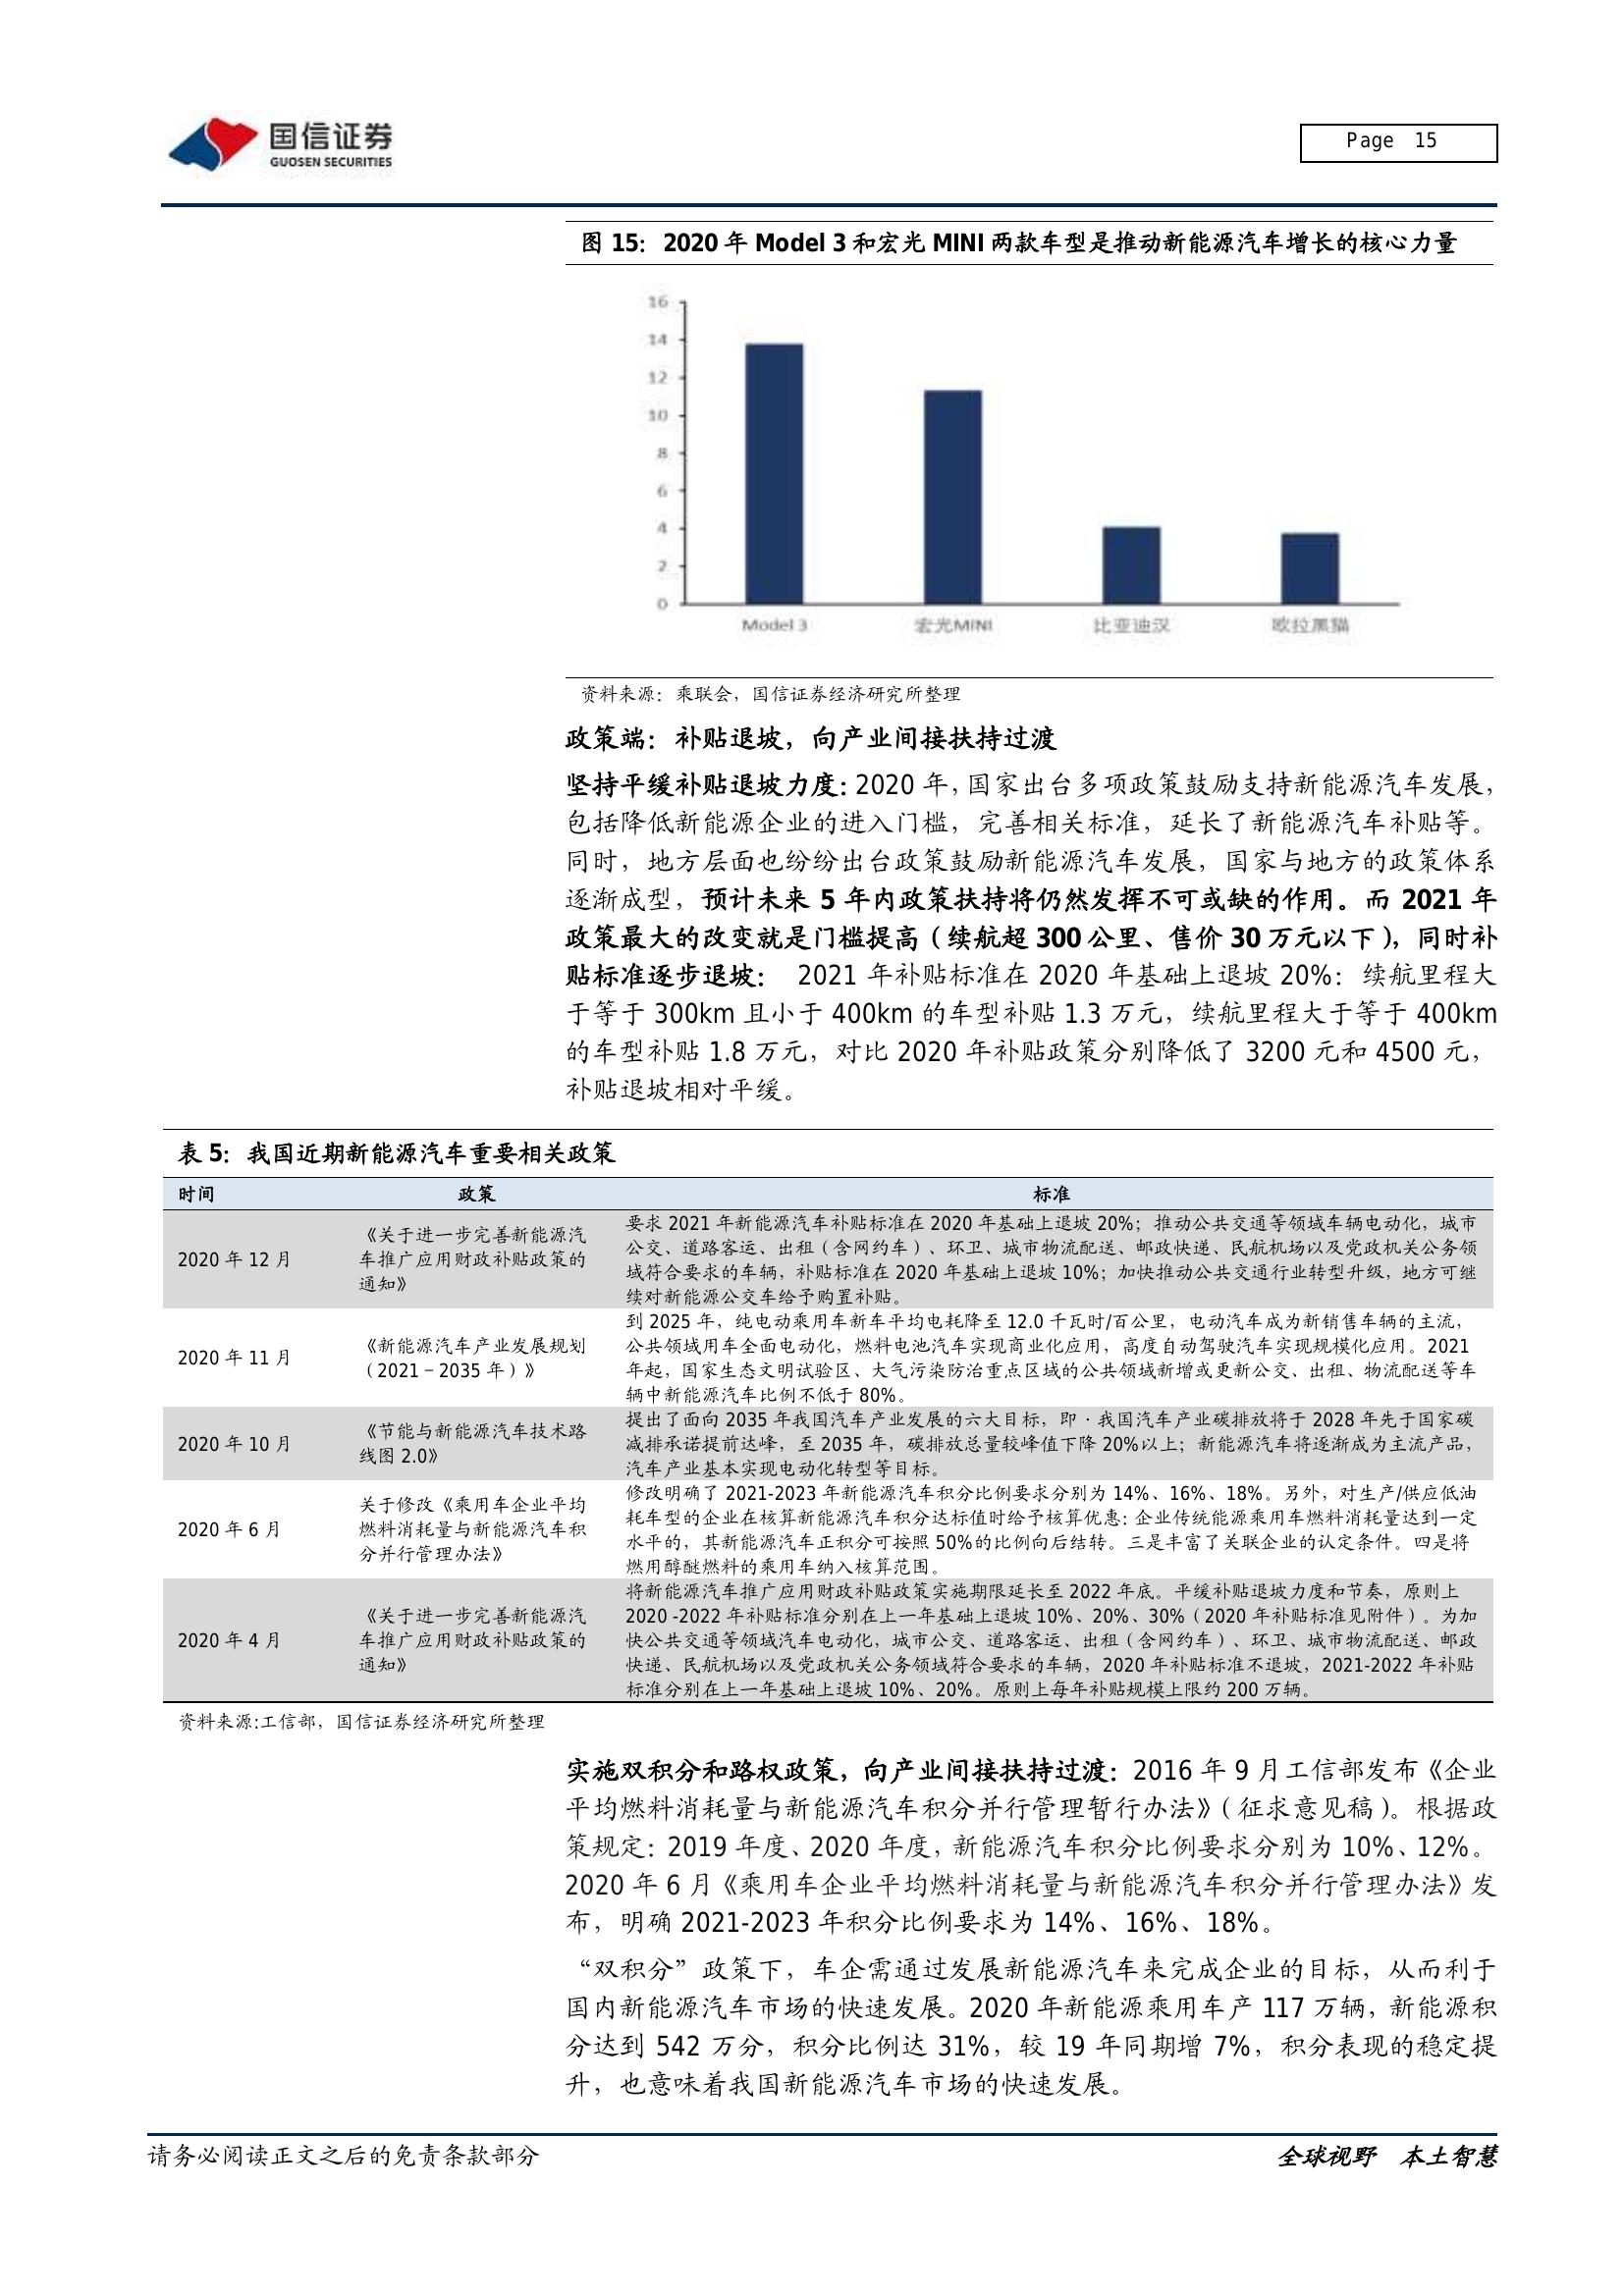 国信证券
GUOSEN SECURITIES
Page 15
图 15：2020 年 Model 3 和宏光 MINI 两款车型是推动新能源汽车增长的核心力量
16
14
12
10
8
6
4
2
0
Model 3 宏光MINI 比亚迪汉 欧拉黑猫
资料来源：乘联会，国信证券经济研究所整理
政策端：补贴退坡，向产业间接扶持过渡
坚持平缓补贴退坡力度：2020 年，国家出台多项政策鼓励支持新能源汽车发展，
包括降低新能源企业的进入门槛，完善相关标准，延长了新能源汽车补贴等。
同时，地方层面也纷纷出台政策鼓励新能源汽车发展，国家与地方的政策体系
逐渐成型，预计未来 5 年内政策扶持将仍然发挥不可或缺的作用。而 2021 年
政策最大的改变就是门槛提高（续航超 300 公里、售价 30 万元以下），同时补
贴标准逐步退坡： 2021 年补贴标准在 2020 年基础上退坡 20%：续航里程大
于等于 300km 且小于 400km 的车型补贴 1.3 万元，续航里程大于等于 400km
的车型补贴 1.8 万元，对比 2020 年补贴政策分别降低了 3200 元和 4500 元，
补贴退坡相对平缓。
表 5：我国近期新能源汽车重要相关政策
时间 政策 标准
2020 年 12 月
《关于进一步完善新能源汽
车推广应用财政补贴政策的
通知》
要求 2021 年新能源汽车补贴标准在 2020 年基础上退坡 20%；推动公共交通等领域车辆电动化，城市
公交、道路客运、出租（含网约车）、环卫、城市物流配送、邮政快递、民航机场以及党政机关公务领
域符合要求的车辆，补贴标准在 2020 年基础上退坡 10%；加快推动公共交通行业转型升级，地方可继
续对新能源公交车给予购置补贴。
2020 年 11 月
《新能源汽车产业发展规划
（2021－2035 年）》
到 2025 年，纯电动乘用车新车平均电耗降至 12.0 千瓦时/百公里，电动汽车成为新销售车辆的主流，
公共领域用车全面电动化，燃料电池汽车实现商业化应用，高度自动驾驶汽车实现规模化应用。2021
年起，国家生态文明试验区、大气污染防治重点区域的公共领域新增或更新公交、出租、物流配送等车
辆中新能源汽车比例不低于 80%。
2020 年 10 月
《节能与新能源汽车技术路
线图 2.0》
提出了面向 2035 年我国汽车产业发展的六大目标，即·我国汽车产业碳排放将于 2028 年先于国家碳
减排承诺提前达峰，至 2035 年，碳排放总量较峰值下降 20%以上；新能源汽车将逐渐成为主流产品，
汽车产业基本实现电动化转型等目标。
2020 年 6 月
关于修改《乘用车企业平均
燃料消耗量与新能源汽车积
分并行管理办法》
修改明确了 2021-2023 年新能源汽车积分比例要求分别为 14%、16%、18%。另外，对生产/供应低油
耗车型的企业在核算新能源汽车积分达标值时给予核算优惠：企业传统能源乘用车燃料消耗量达到一定
水平的，其新能源汽车正积分可按照 50%的比例向后结转。三是丰富了关联企业的认定条件。四是将
燃用醇醚燃料的乘用车纳入核算范围。
2020 年 4 月
《关于进一步完善新能源汽
车推广应用财政补贴政策的
通知》
将新能源汽车推广应用财政补贴政策实施期限延长至 2022 年底。平缓补贴退坡力度和节奏，原则上
2020 -2022 年补贴标准分别在上一年基础上退坡 10%、20%、30%（2020 年补贴标准见附件）。为加
快公共交通等领域汽车电动化，城市公交、道路客运、出租（含网约车）、环卫、城市物流配送、邮政
快递、民航机场以及党政机关公务领域符合要求的车辆，2020 年补贴标准不退坡，2021-2022 年补贴
标准分别在上一年基础上退坡 10%、20%。原则上每年补贴规模上限约 200 万辆。
资料来源:工信部，国信证券经济研究所整理
实施双积分和路权政策，向产业间接扶持过渡：2016 年 9 月工信部发布《企业
平均燃料消耗量与新能源汽车积分并行管理暂行办法》（征求意见稿）。根据政
策规定：2019 年度、2020 年度，新能源汽车积分比例要求分别为 10%、12%。
2020 年 6 月《乘用车企业平均燃料消耗量与新能源汽车积分并行管理办法》发
布，明确 2021-2023 年积分比例要求为 14%、16%、18%。
“双积分”政策下，车企需通过发展新能源汽车来完成企业的目标，从而利于
国内新能源汽车市场的快速发展。2020 年新能源乘用车产 117 万辆，新能源积
分达到 542 万分，积分比例达 31%，较 19 年同期增 7%，积分表现的稳定提
升，也意味着我国新能源汽车市场的快速发展。
请务必阅读正文之后的免责条款部分
全球视野 本土智慧